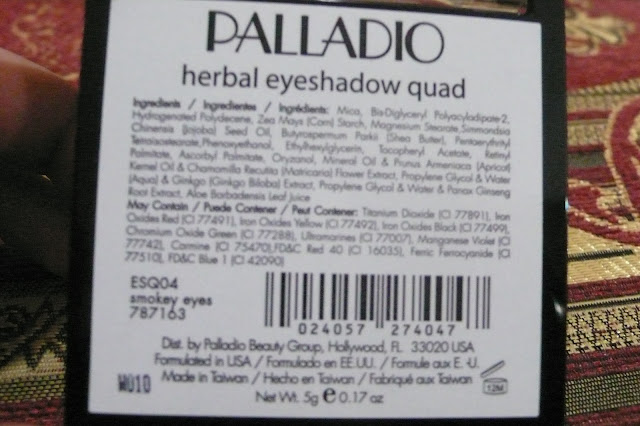 PALLADIO
herbal eyeshadow quad
Ingredients / Ingredientes / Ingrédients: Mica, Bis-Diglyceryl Polyacyladipate-2,
Hydrogenated Polydecene, Zea Mays (Corn) Starch, Magnesium Stearate, Simmondsia
Chinensis (Jojoba) Seed Oil, Butyrospermum Parkii (Shea Butter), Pentaerythrityl
Tetraisostearate, Phenoxyethanol, Ethylhexylglycerin, Tocopheryl Acetate, Retinyl
Palmitate, Ascorbyl Palmitate, Oryzanol, Mineral Oil & Prunus Armeniaca (Apricot)
Kernel Oil & Chamomilla Recutita (Matricaria) Flower Extract, Propylene Glycol & Water
(Aqua) & Ginkgo (Ginkgo Biloba) Extract, Propylene Glycol & Water & Panax Ginseng
Root Extract, Aloe Barbadensis Leaf Juice
May Contain / Puede Contener / Peut Contener: Titanium Dioxide (CI 77891), Iron
Oxides Red (CI 77491), Iron Oxides Yellow (CI 77492), Iron Oxides Black (CI 77499),
Chromium Oxide Green (CI 77288), Ultramarines (CI 77007), Manganese Violet (CI
77742), Carmine (CI 75470), FD&C Red 40 (CI 16035), Ferric Ferrocyanide (CI
77510), FD&C Blue 1 (CI 42090)
ESQ04
smokey eyes
787163
024057 274047
Dist. by Palladio Beauty Group, Hollywood, FL 33020 USA
Formulated in USA / Formulado en EE.UU. / Formule aux E.-U.
Made in Taiwan / Hecho en Taiwan / Fabriqué aux Taiwan
W010
12M
Net Wt. 5g e 0.17 oz